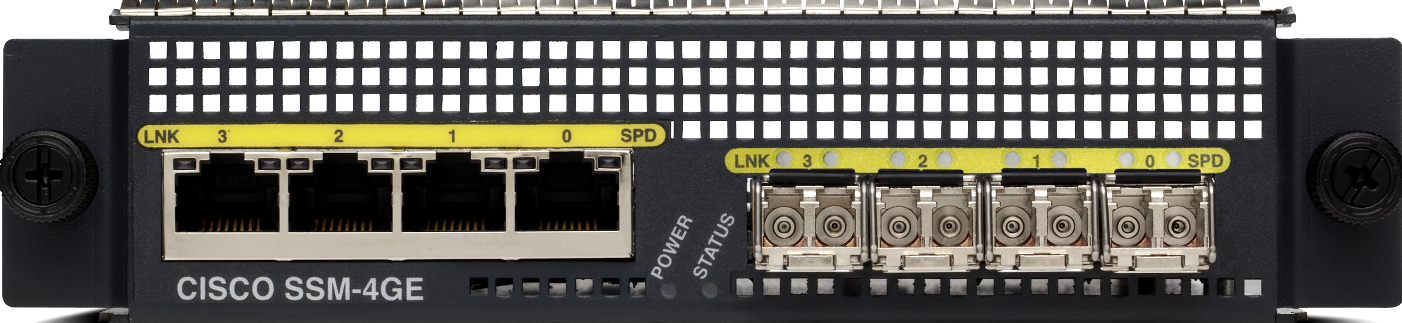 LNK 3 2 1 0 SPD
LNK 3 2 1 0 SPD
POWER
STATUS
CISCO SSM-4GE